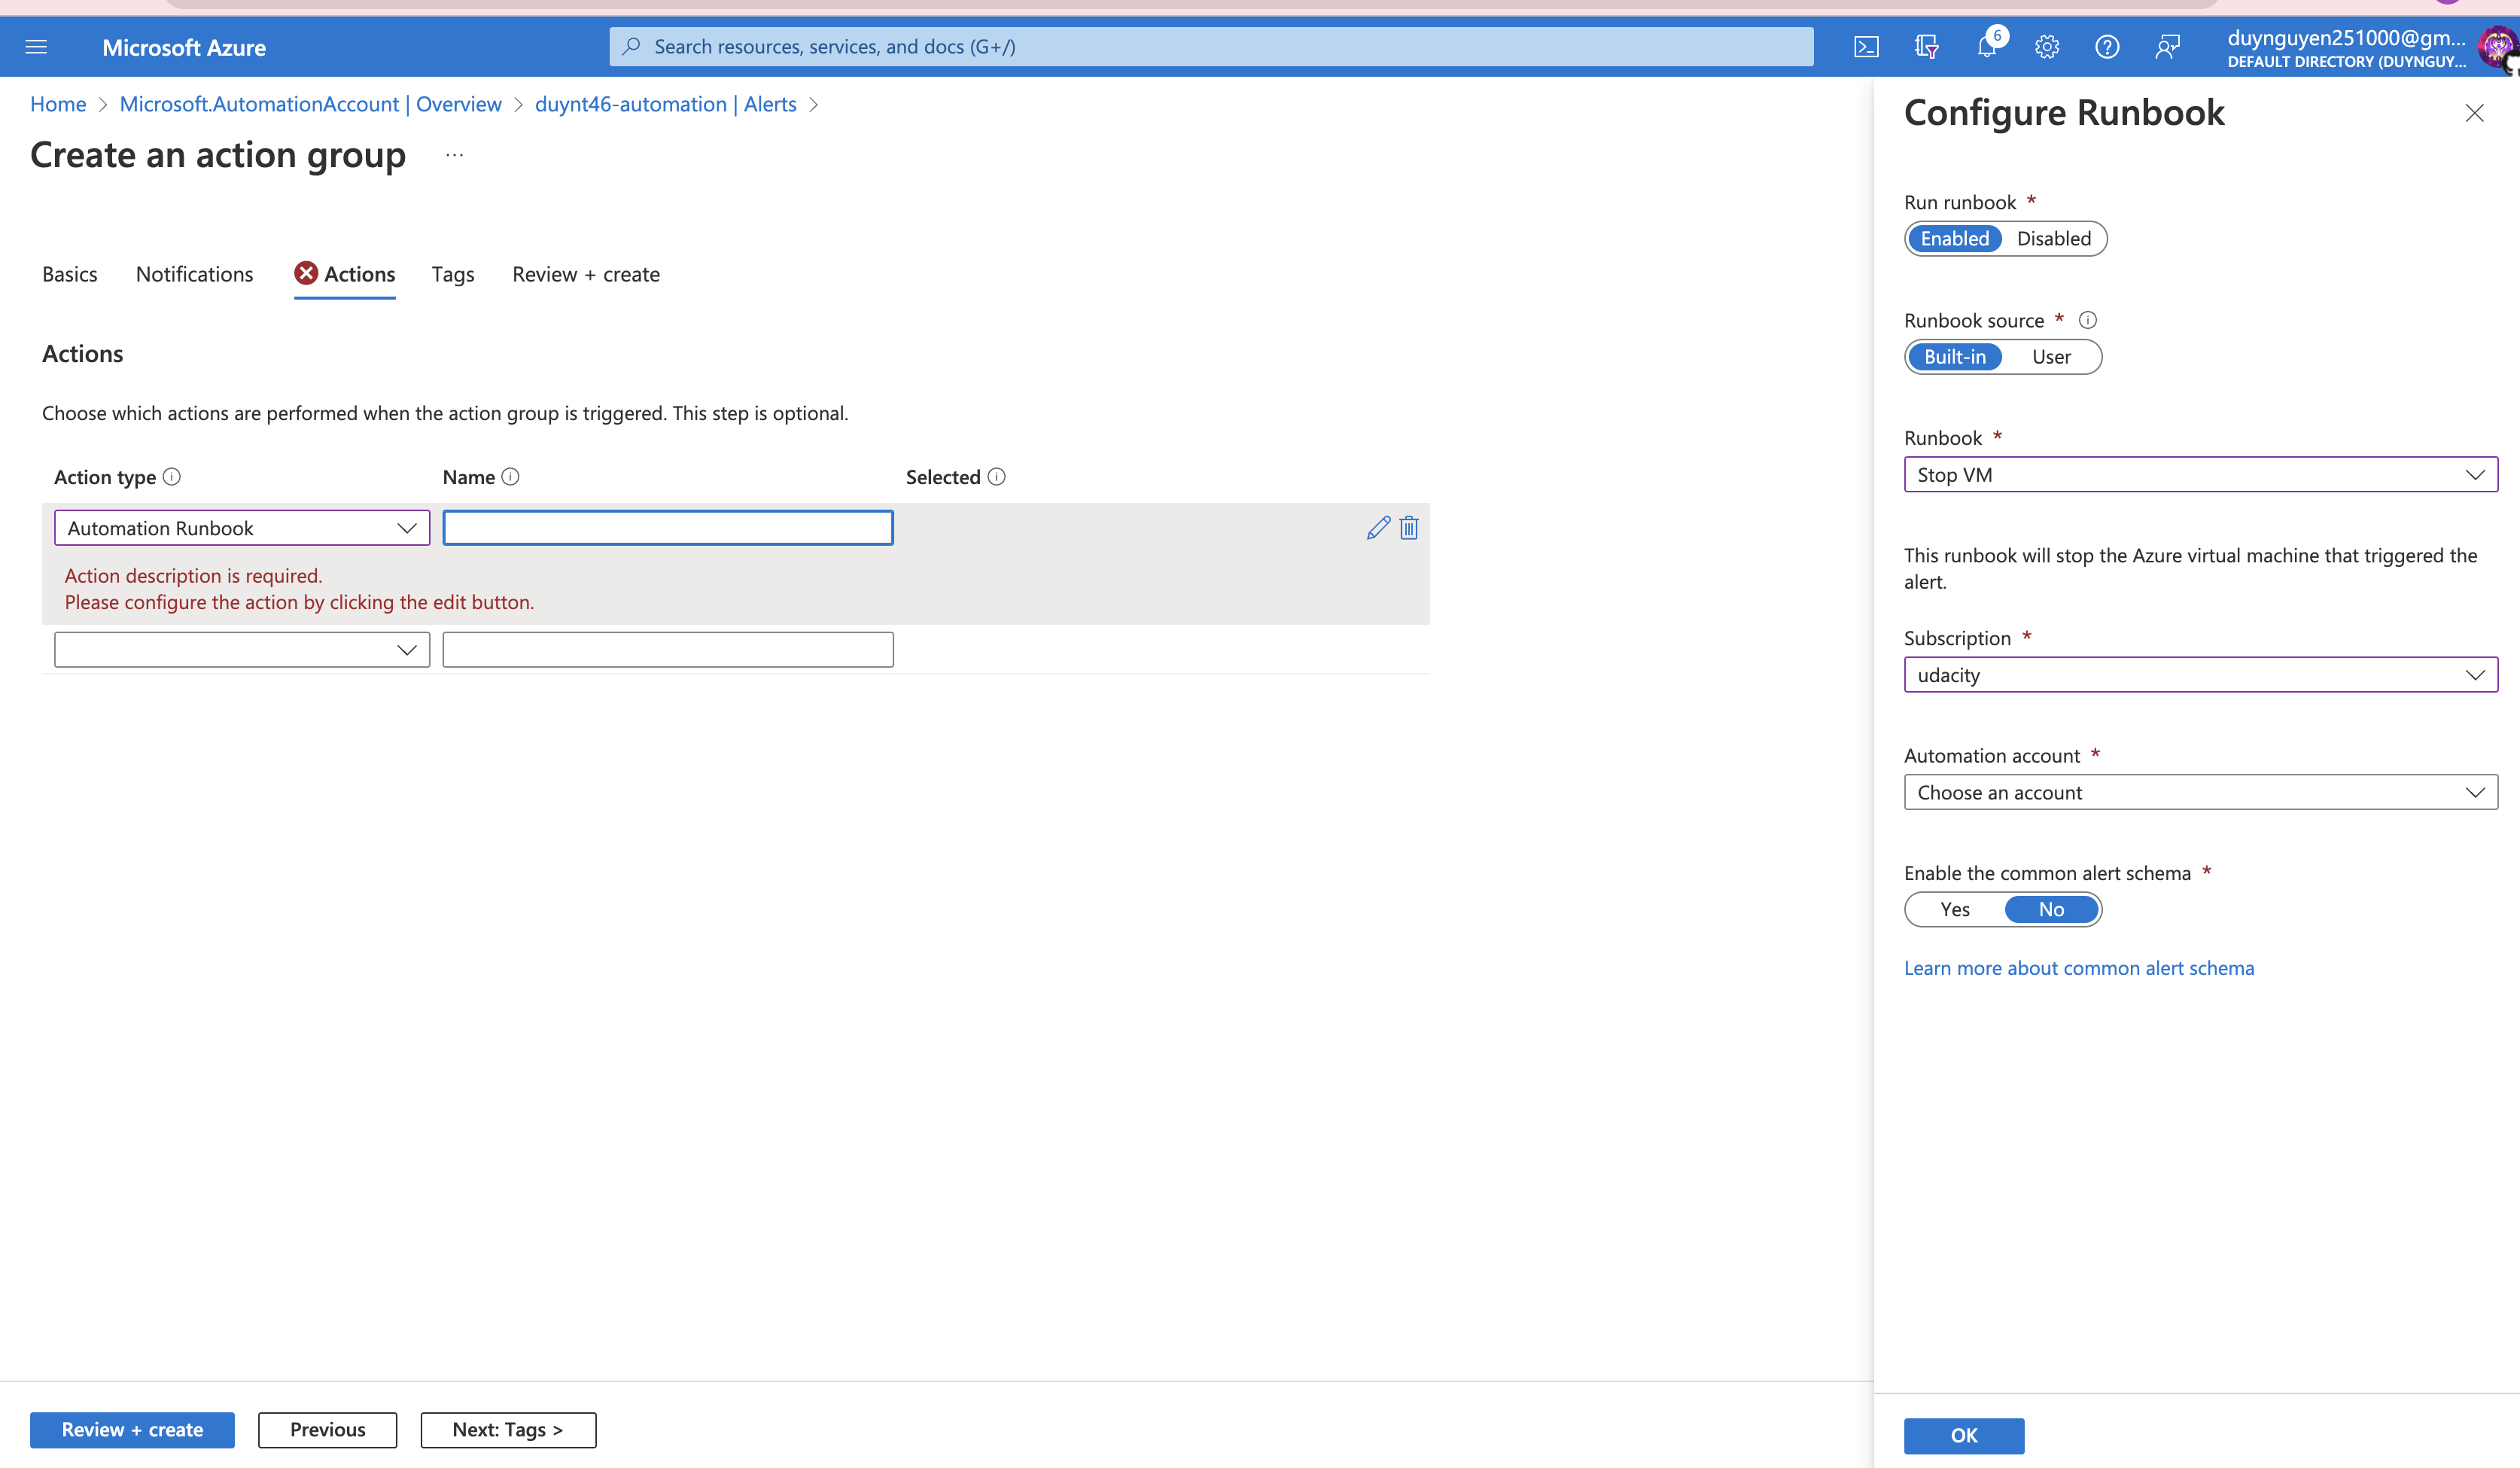 Microsoft Azure
Search resources, services, and docs (G+/)
6
duynguyen251000@gm...
DEFAULT DIRECTORY (DUYNGUY...
Home > Microsoft.AutomationAccount | Overview > duynt46-automation | Alerts >
Create an action group ...
Basics Notifications Actions Tags Review + create
Actions
Choose which actions are performed when the action group is triggered. This step is optional.
Action type Name Selected
Automation Runbook
Action description is required.
Please configure the action by clicking the edit button.
Review + create Previous Next: Tags >
Configure Runbook
Run runbook *
Enabled Disabled
Runbook source *
Built-in User
Runbook *
Stop VM
This runbook will stop the Azure virtual machine that triggered the
alert.
Subscription *
udacity
Automation account *
Choose an account
Enable the common alert schema *
Yes No
Learn more about common alert schema
OK